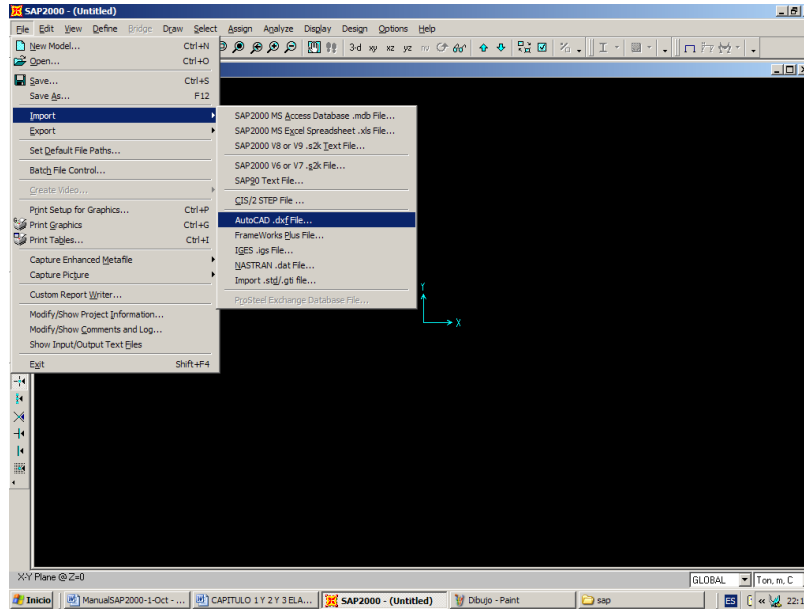 SAP2000 - (Untitled)
File Edit View Define Bridge Draw Select Assign Analyze Display Design Options Help
3-d xy xz yz nv
New Model... Ctrl+N
Open... Ctrl+O
Save... Ctrl+S
Save As... F12
Import
Export
Set Default File Paths...
Batch File Control...
Create Video...
Print Setup for Graphics... Ctrl+P
Print Graphics Ctrl+G
Print Tables... Ctrl+I
Capture Enhanced Metafile
Capture Picture
Custom Report Writer...
Modify/Show Project Information...
Modify/Show Comments and Log...
Show Input/Output Text Files
Exit Shift+F4
SAP2000 MS Access Database .mdb File...
SAP2000 MS Excel Spreadsheet .xls File...
SAP2000 V8 or V9 .s2k Text File...
SAP2000 V6 or V7 .s2k File...
SAP90 Text File...
CIS/2 STEP File ...
AutoCAD .dxf File...
FrameWorks Plus File...
IGES .igs File...
NASTRAN .dat File...
Import .std/.gti file...
ProSteel Exchange Database File...
Y
X
X-Y Plane @ Z=0
GLOBAL
Ton, m, C
Inicio
ManualSAP2000-1-Oct - ...
CAPITULO 1 Y 2 Y 3 ELA...
SAP2000 - (Untitled)
Dibujo - Paint
sap
ES